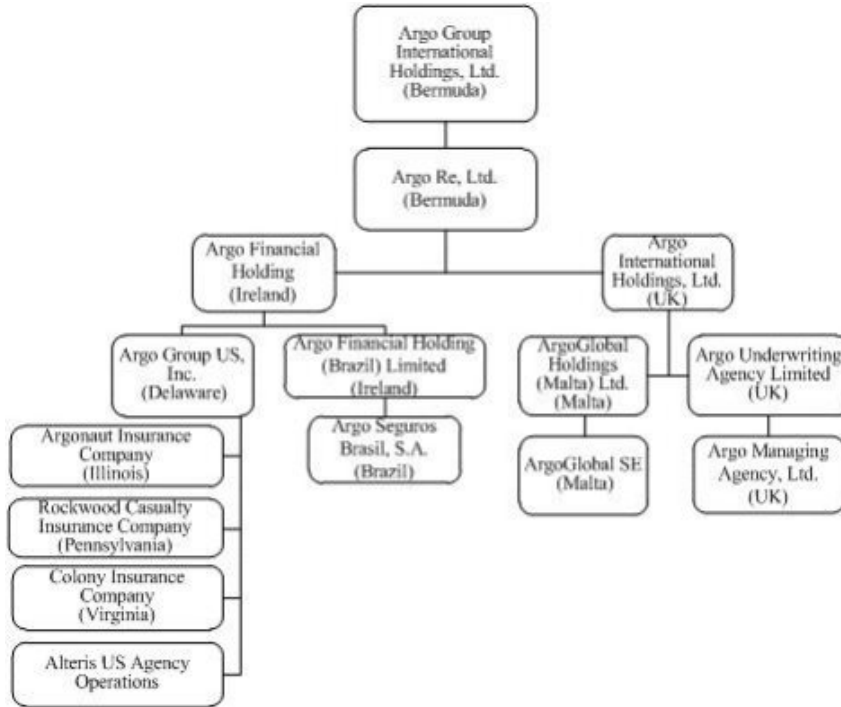 Argo Group
International
Holdings, Ltd.
(Bermuda)
Argo Re, Ltd.
(Bermuda)
Argo Financial
Holding
(Ireland)
Argo
International
Holdings, Ltd.
(UK)
Argo Group US,
Inc.
(Delaware)
Argo Financial Holding
(Brazil) Limited
(Ireland)
ArgoGlobal
Holdings
(Malta) Ltd.
(Malta)
Argo Underwriting
Agency Limited
(UK)
Argonaut Insurance
Company
(Illinois)
Argo Seguros
Brasil, S.A.
(Brazil)
ArgoGlobal SE
(Malta)
Argo Managing
Agency, Ltd.
(UK)
Rockwood Casualty
Insurance Company
(Pennsylvania)
Colony Insurance
Company
(Virginia)
Alteris US Agency
Operations